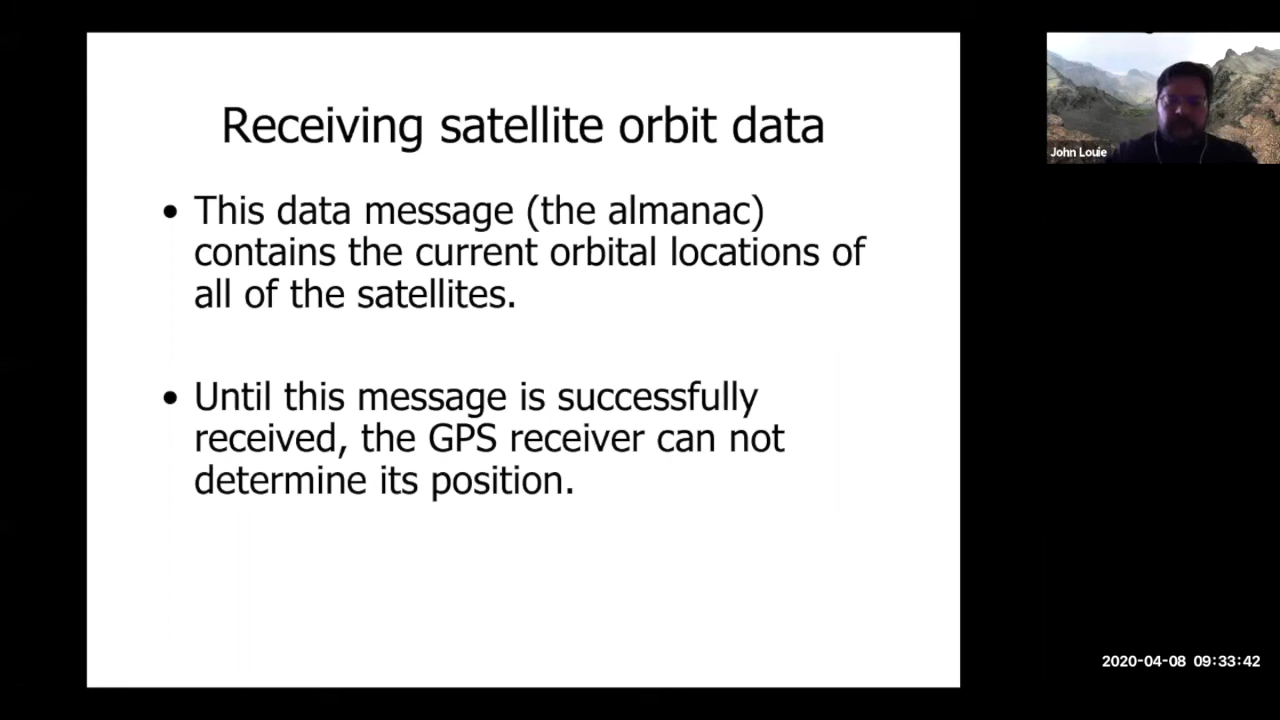 Receiving satellite orbit data
• This data message (the almanac)
contains the current orbital locations of
all of the satellites.
• Until this message is successfully
received, the GPS receiver can not
determine its position.
John Louie
2020-04-08 09:33:42